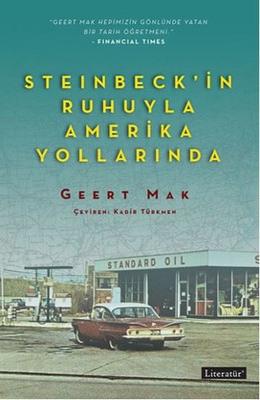 "GEERT MAK HEPİMİZİN GÖNLÜNDE YATAN
BİR TARİH ÖĞRETMENİ."
- FINANCIAL TIMES
STEINBECK'İN
RUHUYLA
AMERİKA
YOLLARINDA
GEERT MAK
ÇEVİREN: KADİR TÜRKMEN
STANDARD OIL
Literatür